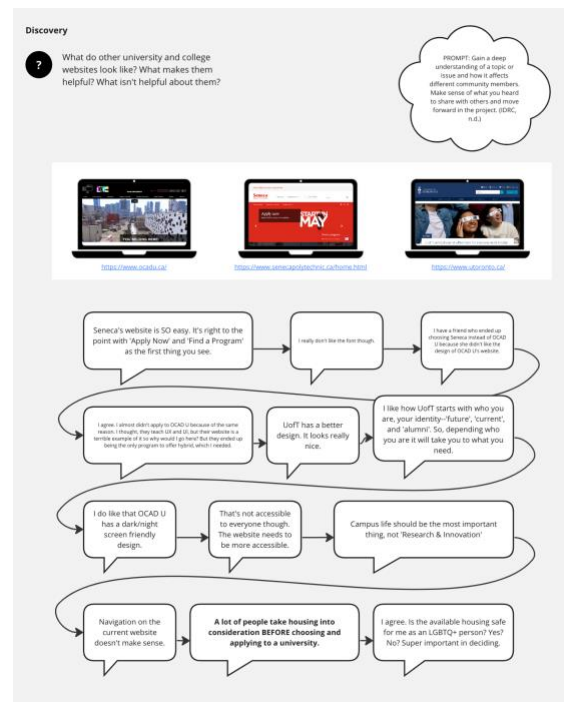 Discovery
?
What do other university and college
websites look like? What makes them
helpful? What isn't helpful about them?
PROMPT: Gain a deep
understanding of a topic or
issue and how it affects
different community members.
Make sense of what you heard
to share with others and move
forward in the project. (IDRC,
n.d.)
Seneca
Apply now
MAY
https://www.ocadu.ca/
https://www.senecapolytechnic.ca/home.html
https://www.utoronto.ca/
Seneca's website is SO easy. It's right to the
point with 'Apply Now' and 'Find a Program'
as the first thing you see.
I really don't like the font though.
I have a friend who ended up
choosing Seneca instead of OCAD
U because she didn't like the
design of OCAD U's website.
I agree. I almost didn't apply to OCAD U because of the same
reason. I thought, they teach UX and UI, but their website is a
terrible example of it so why would I go here? But they ended up
being the only program to offer hybrid, which I needed.
UofT has a better
design. It looks really
nice.
I like how UofT starts with who you
are, your identity--'future', 'current',
and 'alumni'. So, depending who
you are it will take you to what you
need.
I do like that OCAD U
has a dark/night
screen friendly
design.
That's not accessible
to everyone though.
The website needs to
be more accessible.
Campus life should be the most important
thing, not 'Research & Innovation'
Navigation on the
current website
doesn't make sense.
A lot of people take housing into
consideration BEFORE choosing and
applying to a university.
I agree. Is the available housing safe
for me as an LGBTQ+ person? Yes?
No? Super important in deciding.